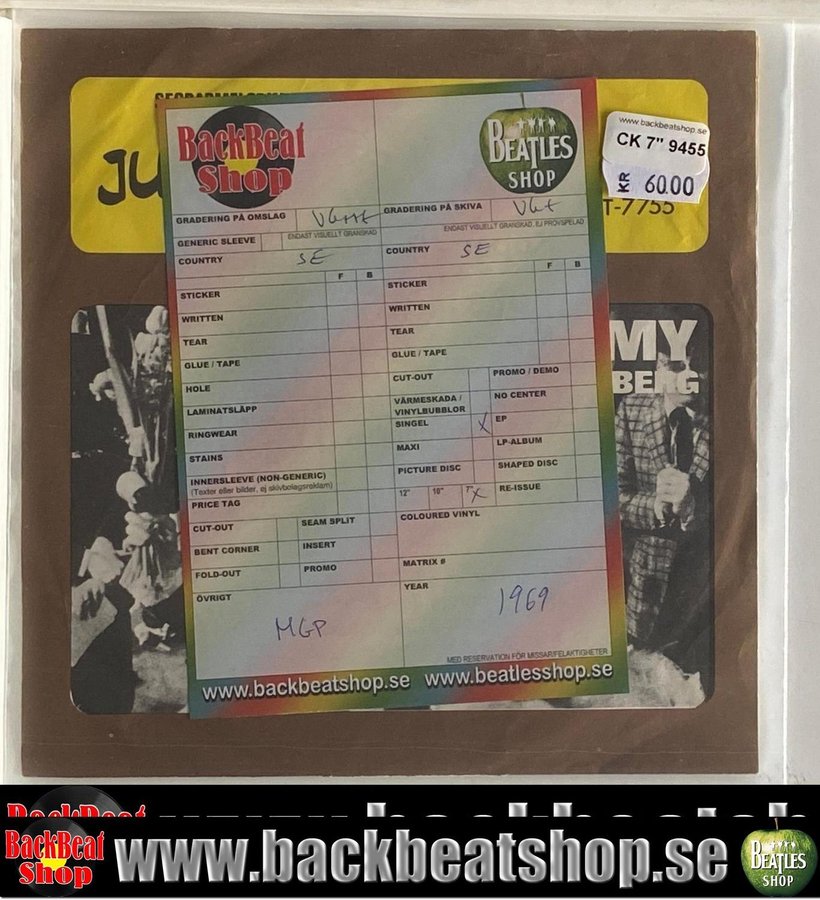 SEGRARMELODIN
JU
T-7755
MY
BERG
www.backbeatshop.se
CK 7" 9455
KR 60.00
BackBeat
Shop
BEATLES
SHOP
GRADERING PÅ OMSLAG VG+++ GRADERING PÅ SKIVA VG+
ENDAST VISUELLT GRANSKAD ENDAST VISUELLT GRANSKAD, EJ PROVSPELAD
GENERIC SLEEVE
COUNTRY SE COUNTRY SE
F B F B
STICKER STICKER
WRITTEN WRITTEN
TEAR TEAR
GLUE / TAPE GLUE / TAPE
HOLE CUT-OUT PROMO / DEMO
LAMINATSLÄPP VÄRMESKADA / VINYLBUBBLOR NO CENTER
RINGWEAR SINGEL X EP
STAINS MAXI LP-ALBUM
INNERSLEEVE (NON-GENERIC) PICTURE DISC SHAPED DISC
(Texter eller bilder, ej skivbolagsreklam)
PRICE TAG 12" 10" 7" X RE-ISSUE
CUT-OUT SEAM SPLIT COLOURED VINYL
BENT CORNER INSERT
FOLD-OUT PROMO MATRIX #
ÖVRIGT YEAR
MGP 1969
MED RESERVATION FÖR MISSAR/FELAKTIGHETER
www.backbeatshop.se www.beatlesshop.se
BackBeat
BackBeat
Shop
www.backbeatshop.se
BEATLES
SHOP